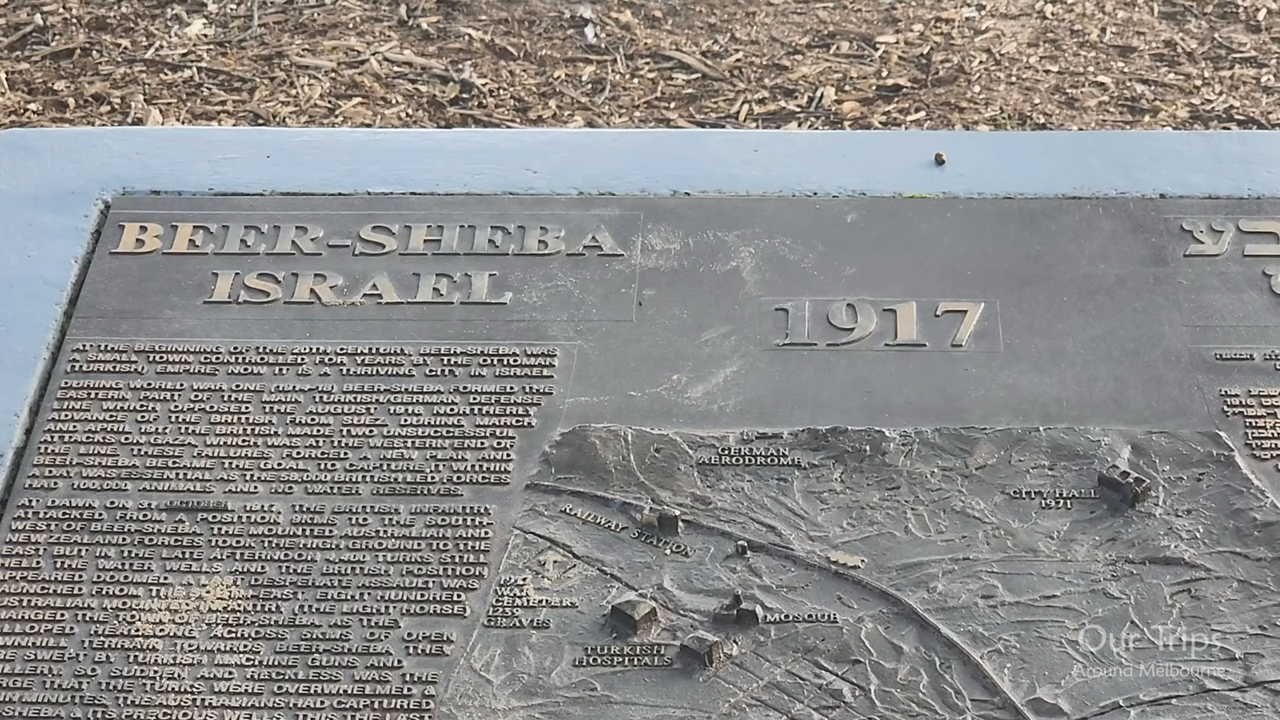 BEER-SHEBA
ISRAEL
1917
AT THE BEGINNING OF THE 20TH CENTURY, BEER-SHEBA WAS
A SMALL TOWN CONTROLLED FOR YEARS BY THE OTTOMAN
(TURKISH) EMPIRE; NOW IT IS A THRIVING CITY IN ISRAEL
DURING WORLD WAR ONE (1914-18) BEER-SHEBA FORMED THE
EASTERN PART OF THE MAIN TURKISH/GERMAN DEFENSE
LINE WHICH OPPOSED THE AUGUST 1916 NORTHERLY
ADVANCE OF THE BRITISH FROM SUEZ. DURING MARCH
AND APRIL 1917 THE BRITISH MADE TWO UNSUCCESSFUL
ATTACKS ON GAZA, WHICH WAS AT THE WESTERN END OF
THE LINE. THESE FAILURES FORCED A NEW PLAN AND
BEER-SHEBA BECAME THE GOAL. TO CAPTURE IT WITHIN
A DAY WAS ESSENTIAL AS THE 58,000 BRITISH LED FORCES
HAD 100,000 ANIMALS AND NO WATER RESERVES.
AT DAWN ON 31 OCTOBER 1917, THE BRITISH INFANTRY
ATTACKED FROM A POSITION 9KMS TO THE SOUTH-
WEST OF BEER-SHEBA. THE MOUNTED AUSTRALIAN AND
NEW ZEALAND FORCES TOOK THE HIGH GROUND TO THE
EAST BUT IN THE LATE AFTERNOON 4,400 TURKS STILL
HELD THE WATER WELLS AND THE BRITISH POSITION
APPEARED DOOMED. A DESPERATE ASSAULT WAS
LAUNCHED FROM THE SOUTH-EAST. EIGHT HUNDRED
AUSTRALIAN MOUNTED INFANTRY (THE LIGHT HORSE)
CHARGED THE TOWN OF BEER-SHEBA. AS THE
LLOPED HEADLONG ACROSS 5KMS OF OPEN
WNHILL TERRAIN TOWARDS BEER-SHEBA THEY
RE SWEPT BY TURKISH MACHINE GUNS AND
LLERY. SO SUDDEN AND RECKLESS WAS THE
RGE THAT THE TURKS WERE OVERWHELMED &
IN MINUTES, THE AUSTRALIANS HAD CAPTURED
-SHEBA & ITS PRECIOUS WELLS. THIS THE LAST
GERMAN
AERODROME
CITY HALL
1971
RAILWAY STATION
1917
WAR
CEMETERY
1239
GRAVES
MOSQUE
TURKISH
HOSPITALS
Our Trips
Around Melbourne